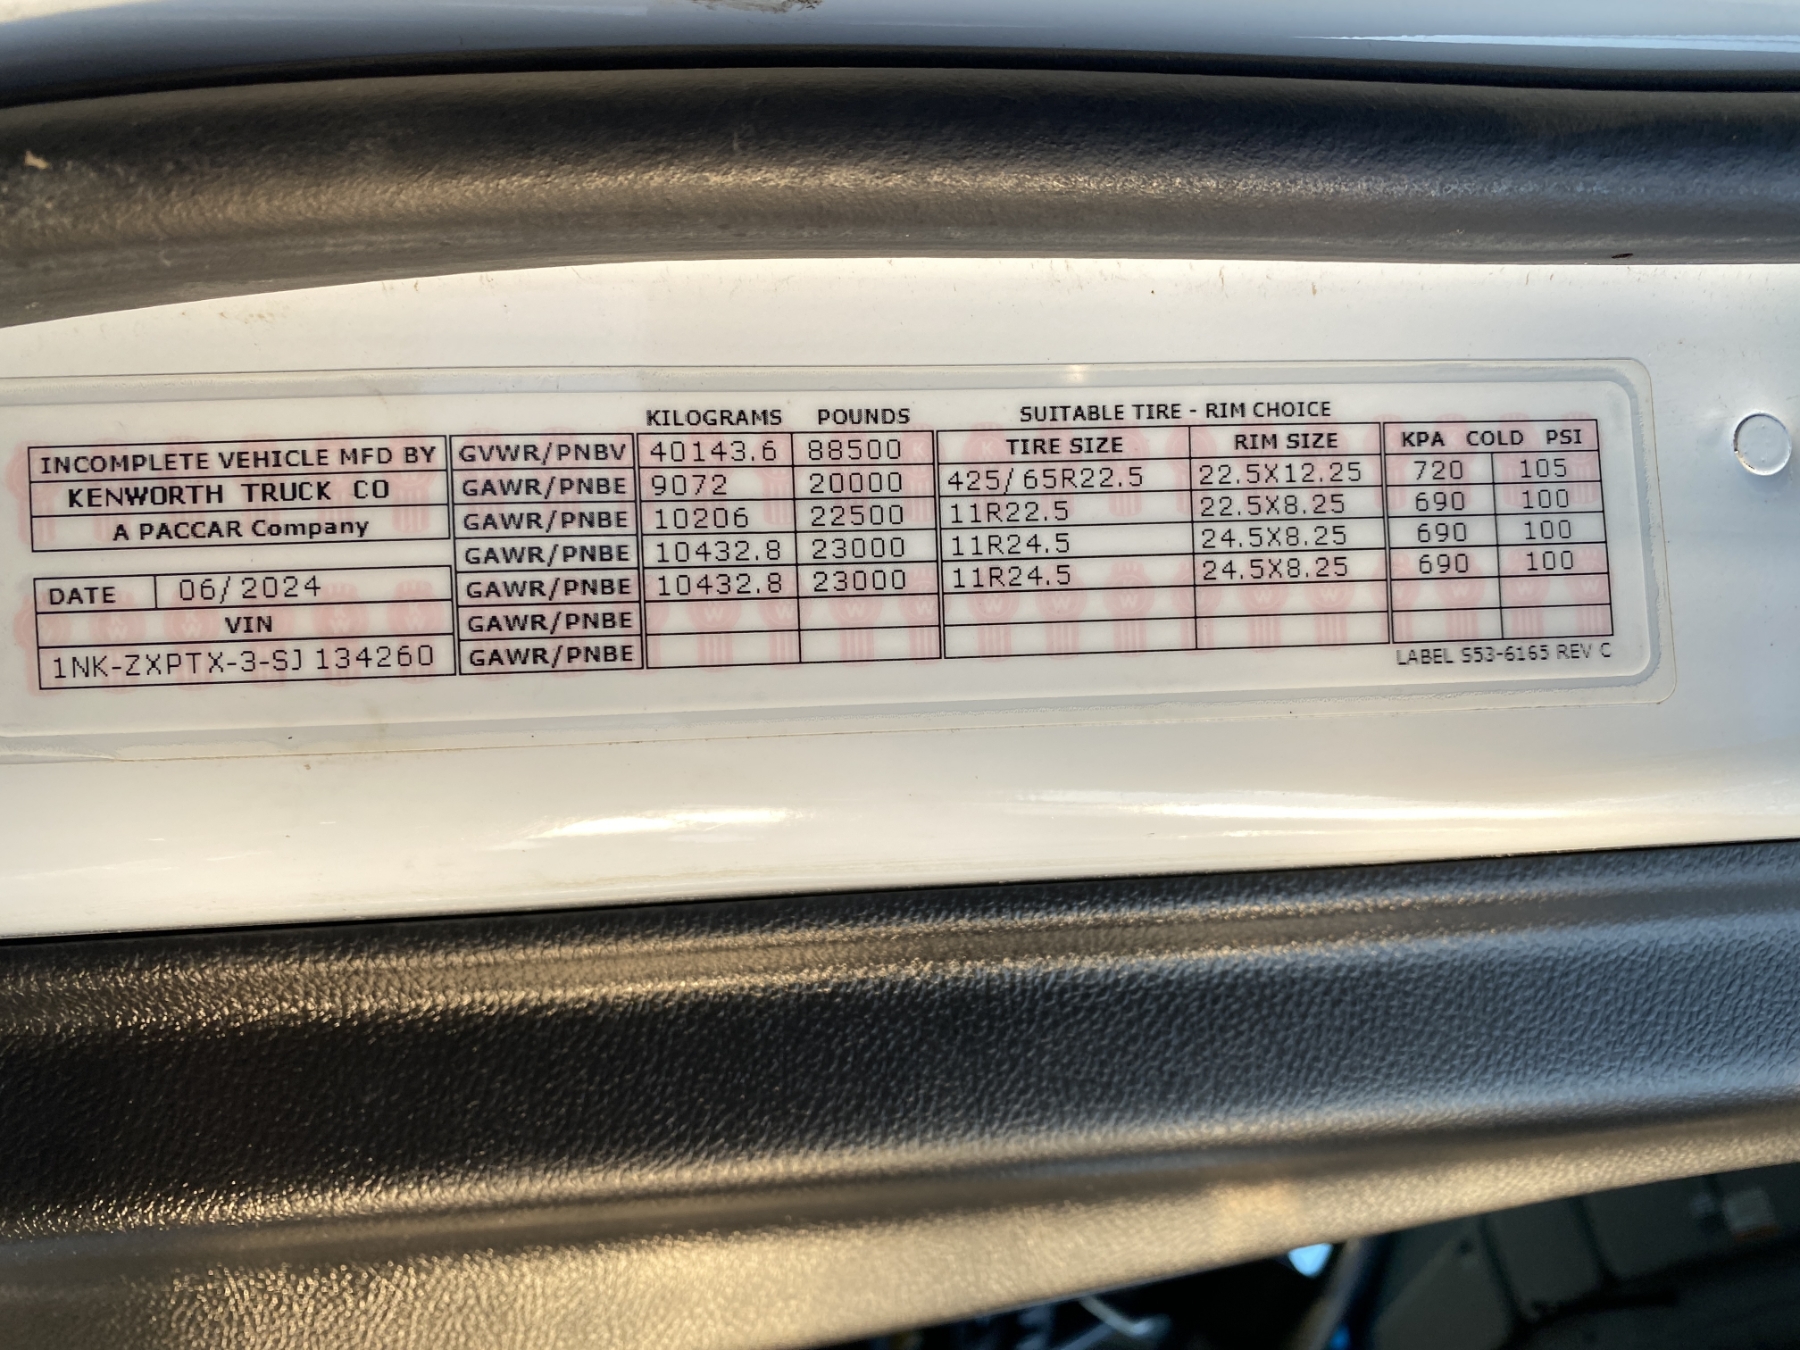 KILOGRAMS POUNDS SUITABLE TIRE - RIM CHOICE
INCOMPLETE VEHICLE MFD BY GVWR/PNBV 40143.6 88500 TIRE SIZE RIM SIZE KPA COLD PSI
KENWORTH TRUCK CO GAWR/PNBE 9072 20000 425/65R22.5 22.5X12.25 720 105
A PACCAR Company GAWR/PNBE 10206 22500 11R22.5 22.5X8.25 690 100
GAWR/PNBE 10432.8 23000 11R24.5 24.5X8.25 690 100
DATE 06/2024 GAWR/PNBE 10432.8 23000 11R24.5 24.5X8.25 690 100
VIN GAWR/PNBE
1NK-ZXPTX-3-SJ134260 GAWR/PNBE
LABEL S53-6165 REV C